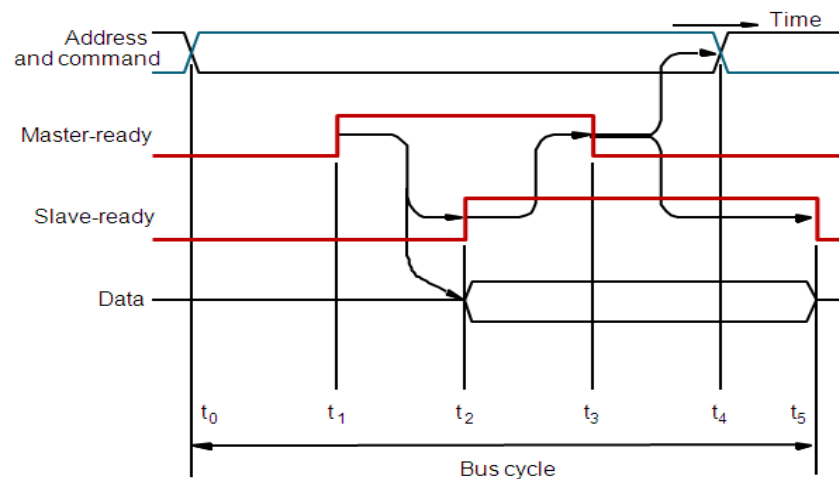 Time
Address
and command
Master-ready
Slave-ready
Data
t0 t1 t2 t3 t4 t5
Bus cycle